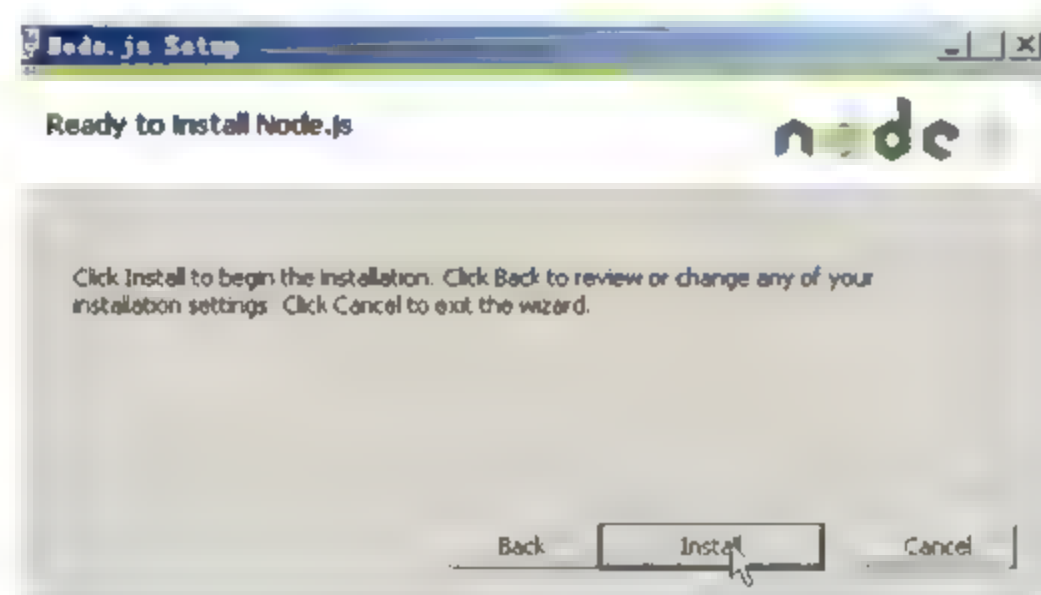 Node.js Setup
Ready to Install Node.js
node
Click Install to begin the installation. Click Back to review or change any of your
installation settings. Click Cancel to exit the wizard.
Back
Install
Cancel